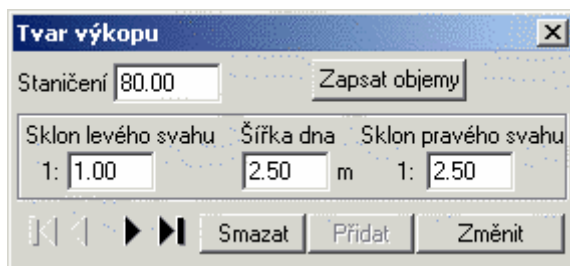 Tvar výkopu
Staničení 80.00 Zapsat objemy
Sklon levého svahu Šířka dna Sklon pravého svahu
1: 1.00 2.50 m 1: 2.50
Smazat Přidat Změnit